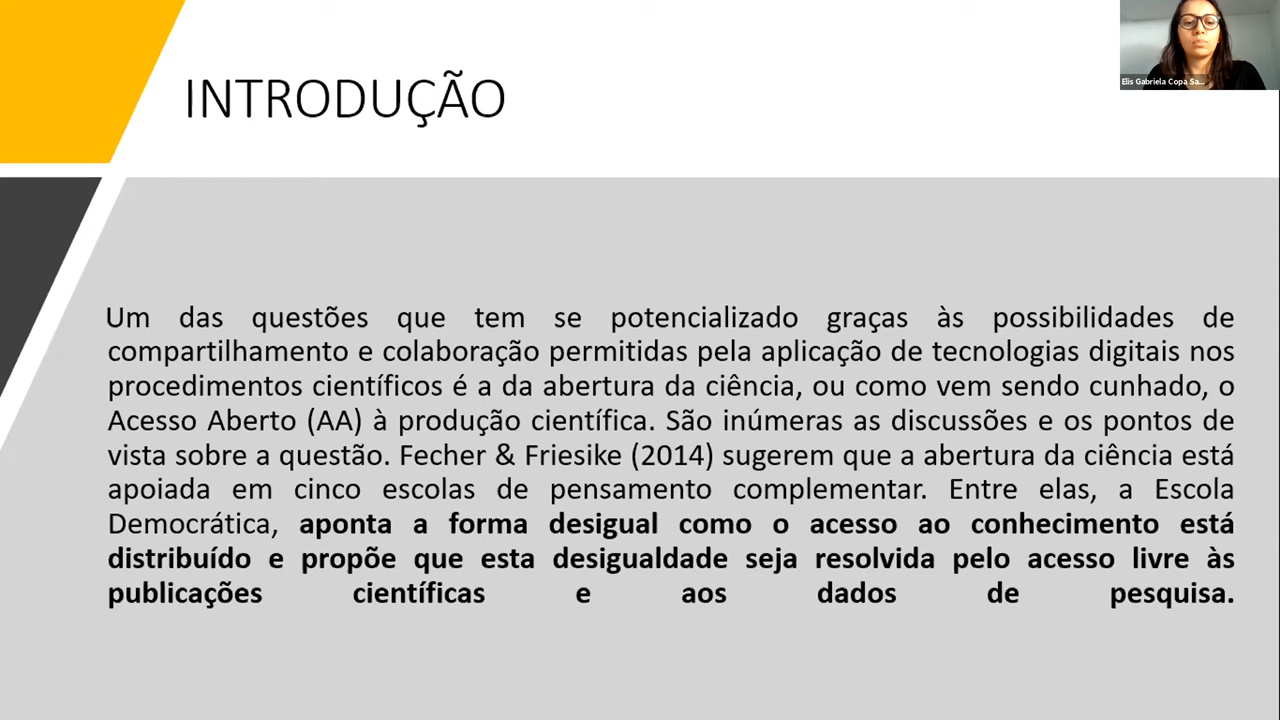 INTRODUÇÃO
Elis Gabriela Copa Sa...
Um das questões que tem se potencializado graças às possibilidades de
compartilhamento e colaboração permitidas pela aplicação de tecnologias digitais nos
procedimentos científicos é a da abertura da ciência, ou como vem sendo cunhado, o
Acesso Aberto (AA) à produção científica. São inúmeras as discussões e os pontos de
vista sobre a questão. Fecher & Friesike (2014) sugerem que a abertura da ciência está
apoiada em cinco escolas de pensamento complementar. Entre elas, a Escola
Democrática, aponta a forma desigual como o acesso ao conhecimento está
distribuído e propõe que esta desigualdade seja resolvida pelo acesso livre às
publicações científicas e aos dados de pesquisa.